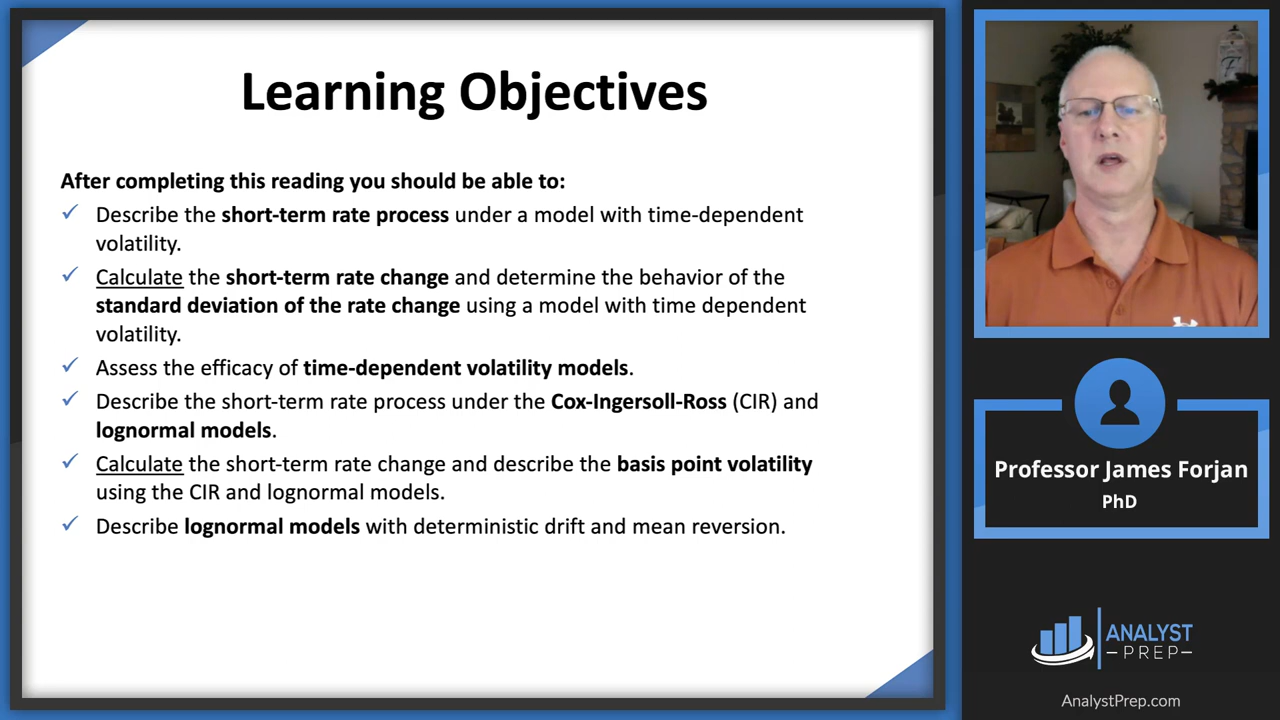 Learning Objectives
After completing this reading you should be able to:
✓ Describe the short-term rate process under a model with time-dependent
volatility.
✓ Calculate the short-term rate change and determine the behavior of the
standard deviation of the rate change using a model with time dependent
volatility.
✓ Assess the efficacy of time-dependent volatility models.
✓ Describe the short-term rate process under the Cox-Ingersoll-Ross (CIR) and
lognormal models.
✓ Calculate the short-term rate change and describe the basis point volatility
using the CIR and lognormal models.
✓ Describe lognormal models with deterministic drift and mean reversion.
Professor James Forjan
PhD
ANALYST
PREP
AnalystPrep.com